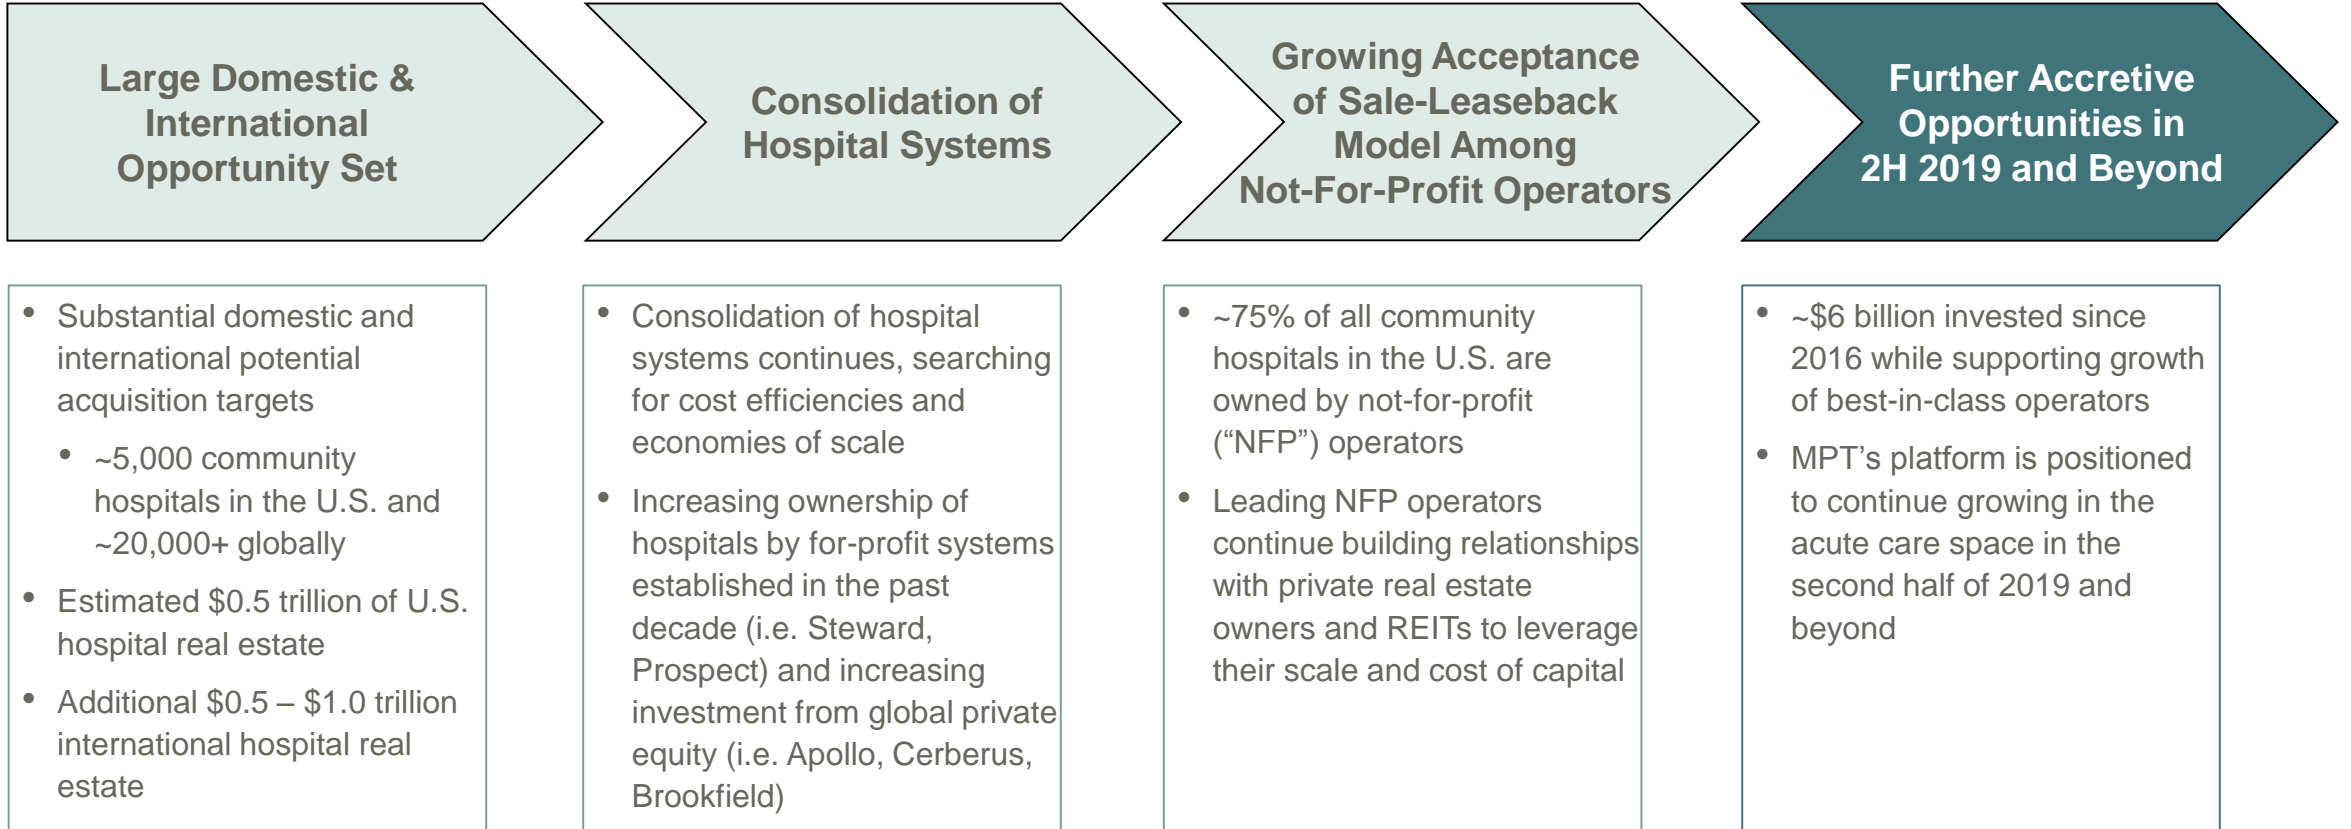 Large Domestic &
International
Opportunity Set
Consolidation of
Hospital Systems
Growing Acceptance
of Sale-Leaseback
Model Among
Not-For-Profit Operators
Further Accretive
Opportunities in
2H 2019 and Beyond
• Substantial domestic and
international potential
acquisition targets
• ~5,000 community
hospitals in the U.S. and
~20,000+ globally
• Estimated $0.5 trillion of U.S.
hospital real estate
• Additional $0.5 – $1.0 trillion
international hospital real
estate
• Consolidation of hospital
systems continues, searching
for cost efficiencies and
economies of scale
• Increasing ownership of
hospitals by for-profit systems
established in the past
decade (i.e. Steward,
Prospect) and increasing
investment from global private
equity (i.e. Apollo, Cerberus,
Brookfield)
• ~75% of all community
hospitals in the U.S. are
owned by not-for-profit
(“NFP”) operators
• Leading NFP operators
continue building relationships
with private real estate
owners and REITs to leverage
their scale and cost of capital
• ~$6 billion invested since
2016 while supporting growth
of best-in-class operators
• MPT’s platform is positioned
to continue growing in the
acute care space in the
second half of 2019 and
beyond